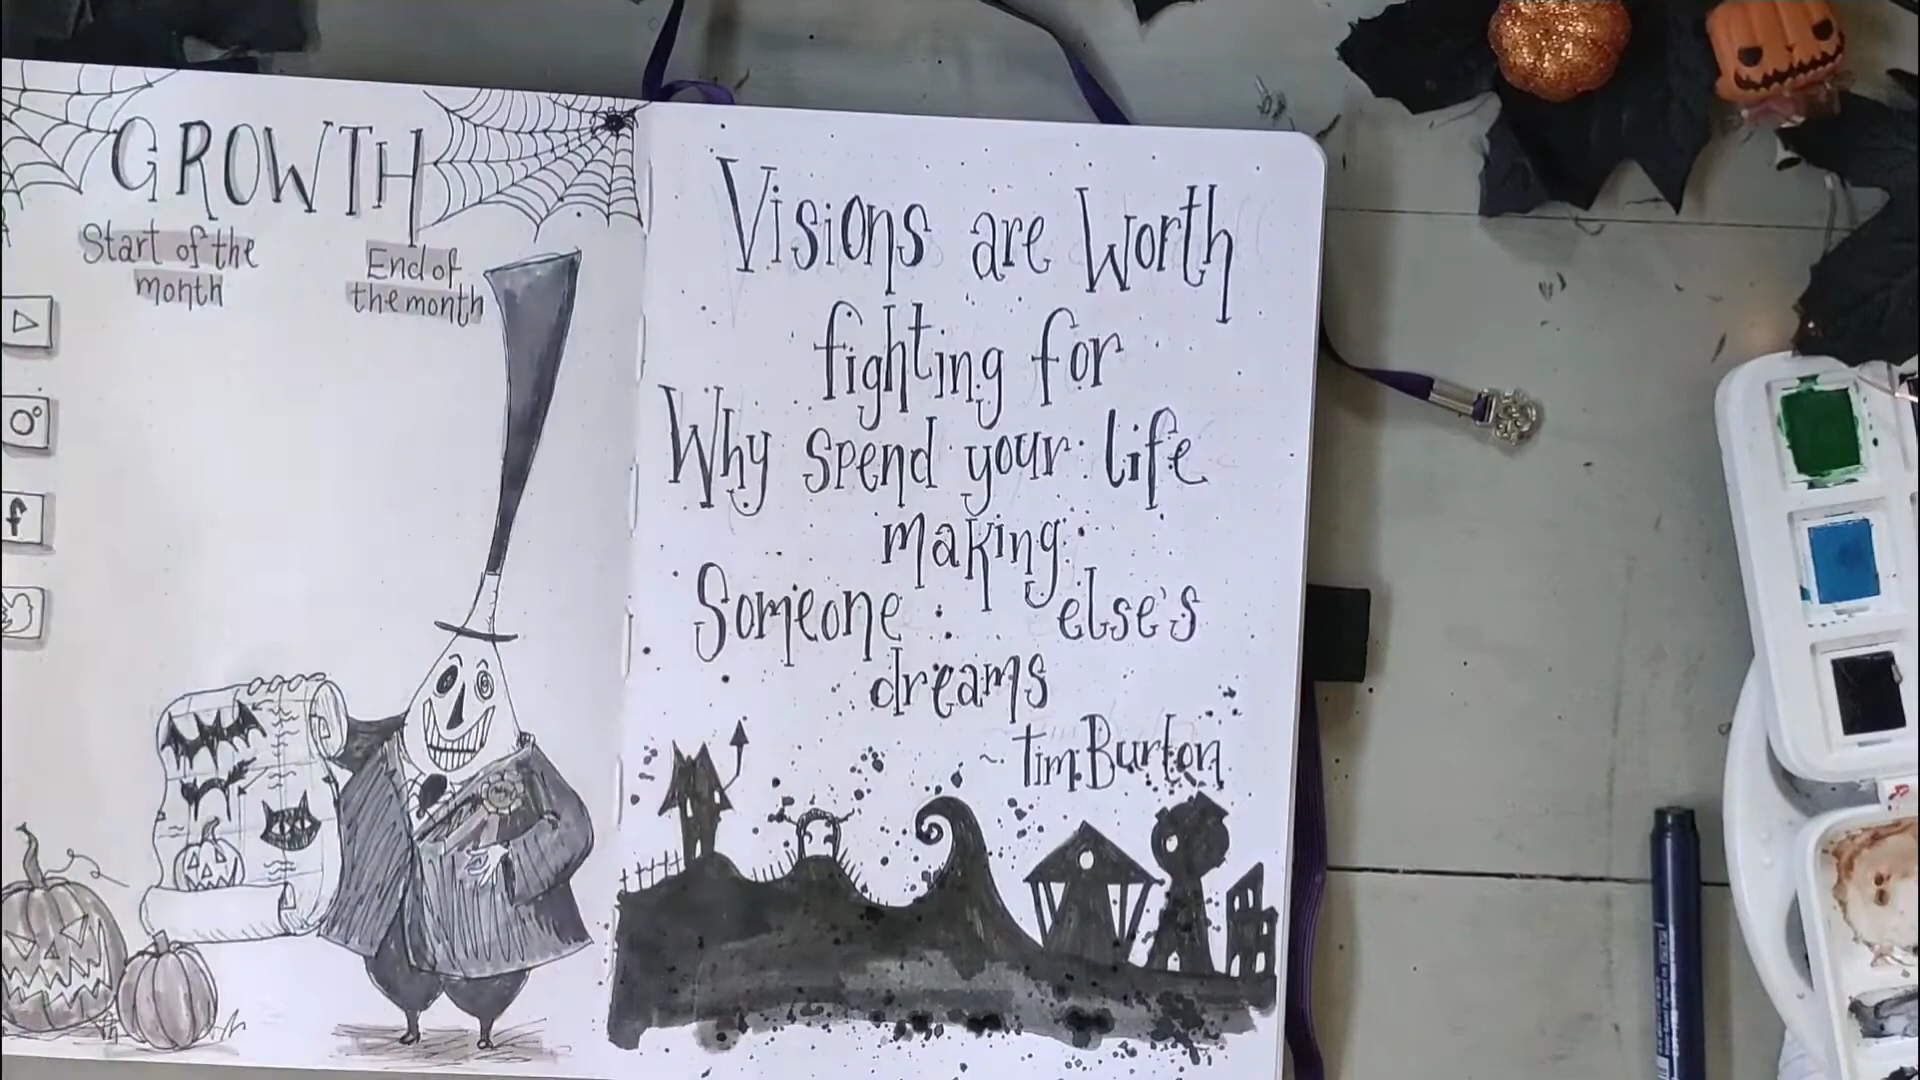 GROWTH
Start of the
month
End of
the month
f
Visions are Worth
fighting for
Why spend your life
making
Someone else's
dreams
~ Tim Burton